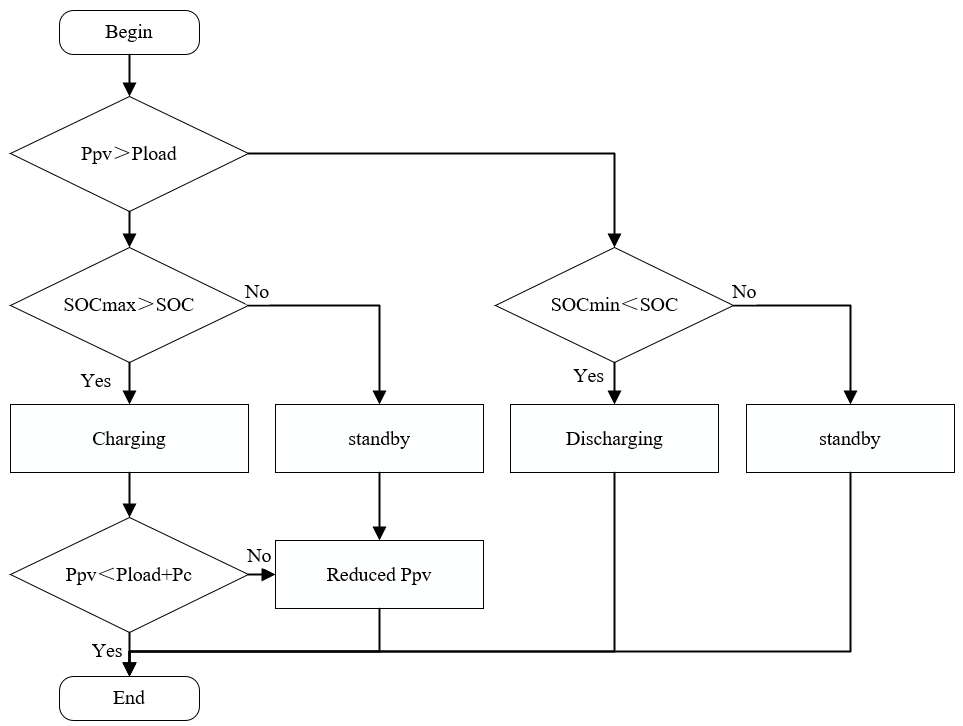 Begin
Ppv＞Pload
SOCmax＞SOC
No
SOCmin＜SOC
No
Yes
Yes
Charging
standby
Discharging
standby
Ppv＜Pload+Pc
No
Reduced Ppv
Yes
End